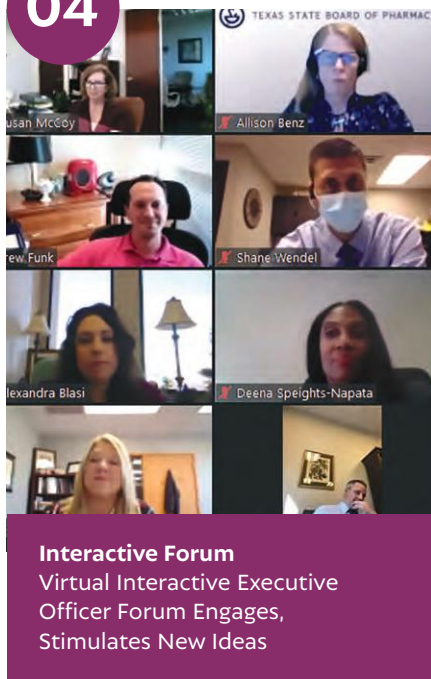 04
TEXAS STATE BOARD OF PHARMAC
usan McCoy
Allison Benz
rew Funk
Shane Wendel
lexandra Blasi
Deena Speights-Napata
Interactive Forum
Virtual Interactive Executive
Officer Forum Engages,
Stimulates New Ideas